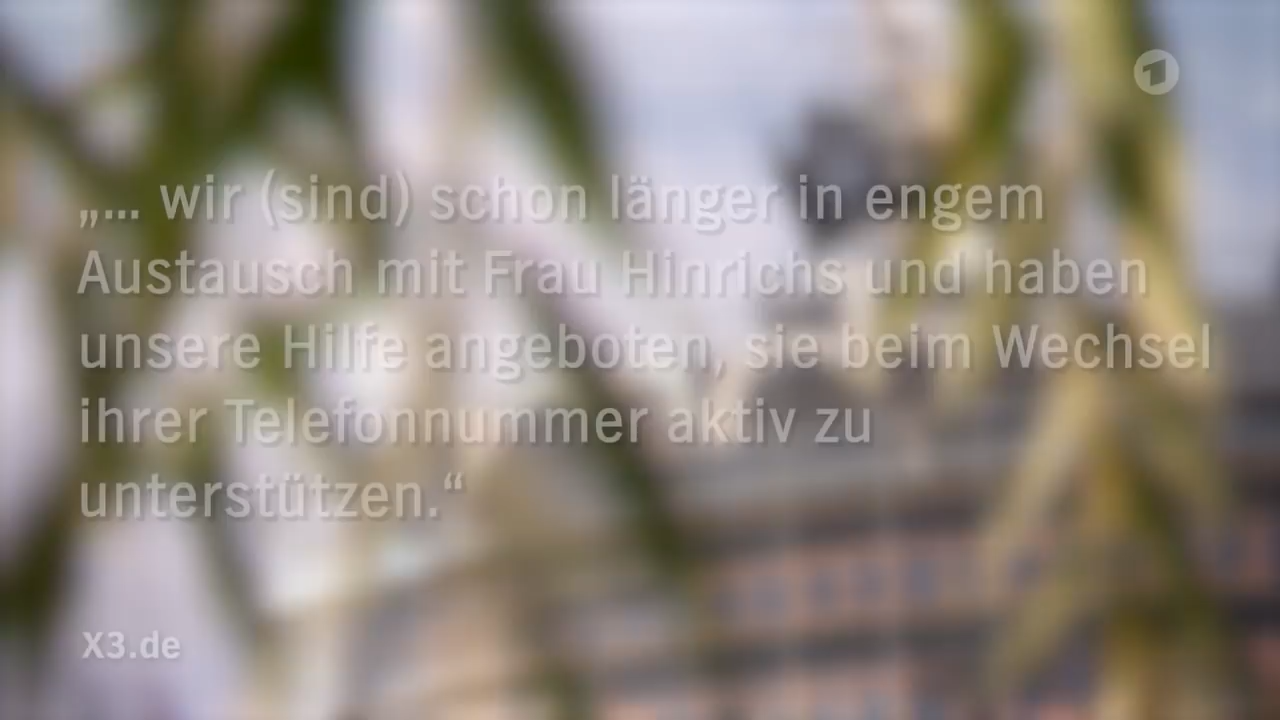 1
„... wir (sind) schon länger in engem
Austausch mit Frau Hinrichs und haben
unsere Hilfe angeboten, sie beim Wechsel
ihrer Telefonnummer aktiv zu
unterstützen.“
X3.de